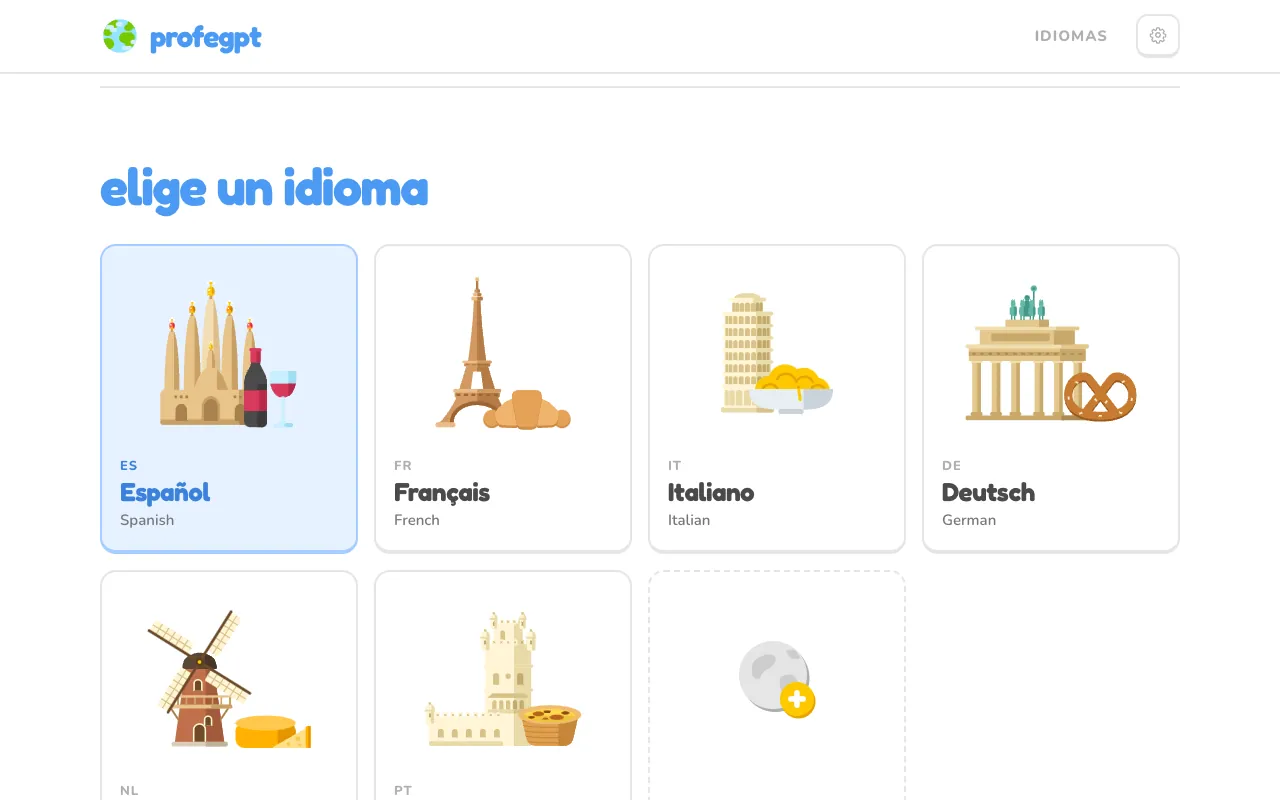 profegpt
IDIOMAS
elige un idioma
ES
Español
Spanish
FR
Français
French
IT
Italiano
Italian
DE
Deutsch
German
NL
PT